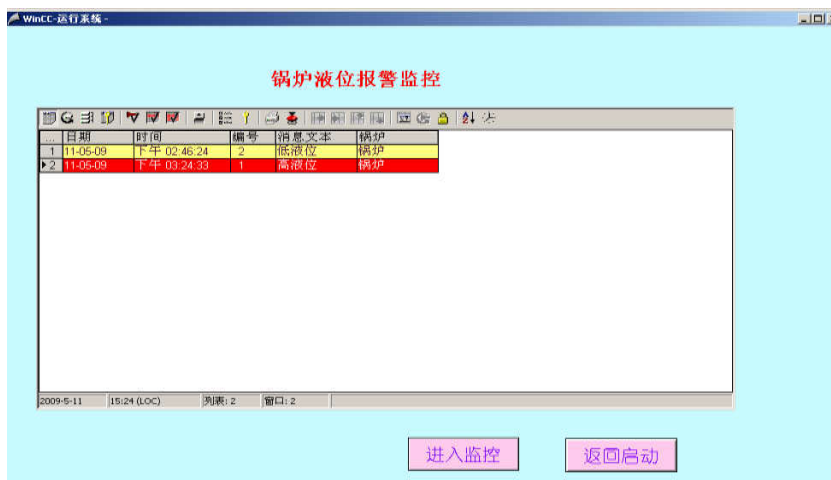 WinCC-运行系统 -
锅炉液位报警监控
... 日期 时间 编号 消息文本 锅炉
1 11-05-09 下午 02:46:24 2 低液位 锅炉
2 11-05-09 下午 03:24:33 1 高液位 锅炉
2009-5-11 15:24 (LOC) 列表: 2 窗口: 2
进入监控 返回启动